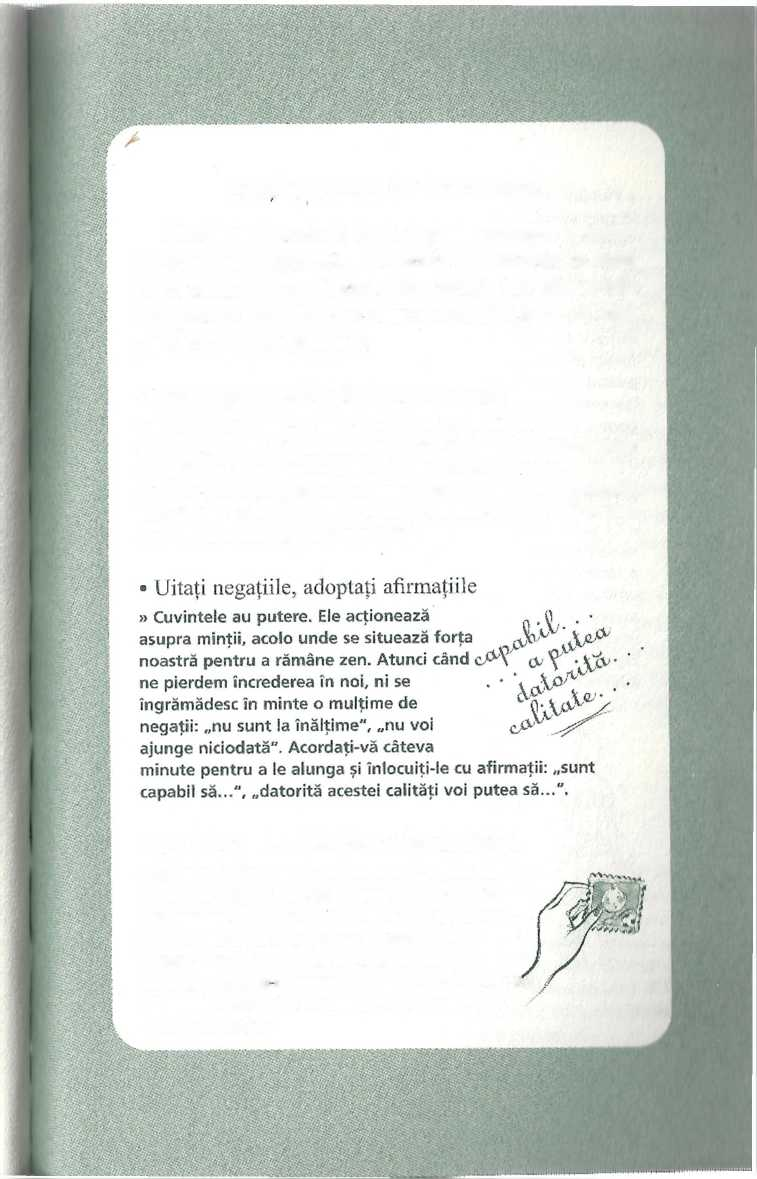 • Uitați negațiile, adoptați afirmațiile
» Cuvintele au putere. Ele acționează
asupra minții, acolo unde se situează forța
noastră pentru a rămâne zen. Atunci când
ne pierdem încrederea în noi, ni se
îngrămădesc în minte o mulțime de
negații: „nu sunt la înălțime“, „nu voi
ajunge niciodată“. Acordați-vă câteva
minute pentru a le alunga și înlocuiți-le cu afirmații: „sunt
capabil să...“, „datorită acestei calități voi putea să...“.
capabil...
... a putea
datorită...
calitate...